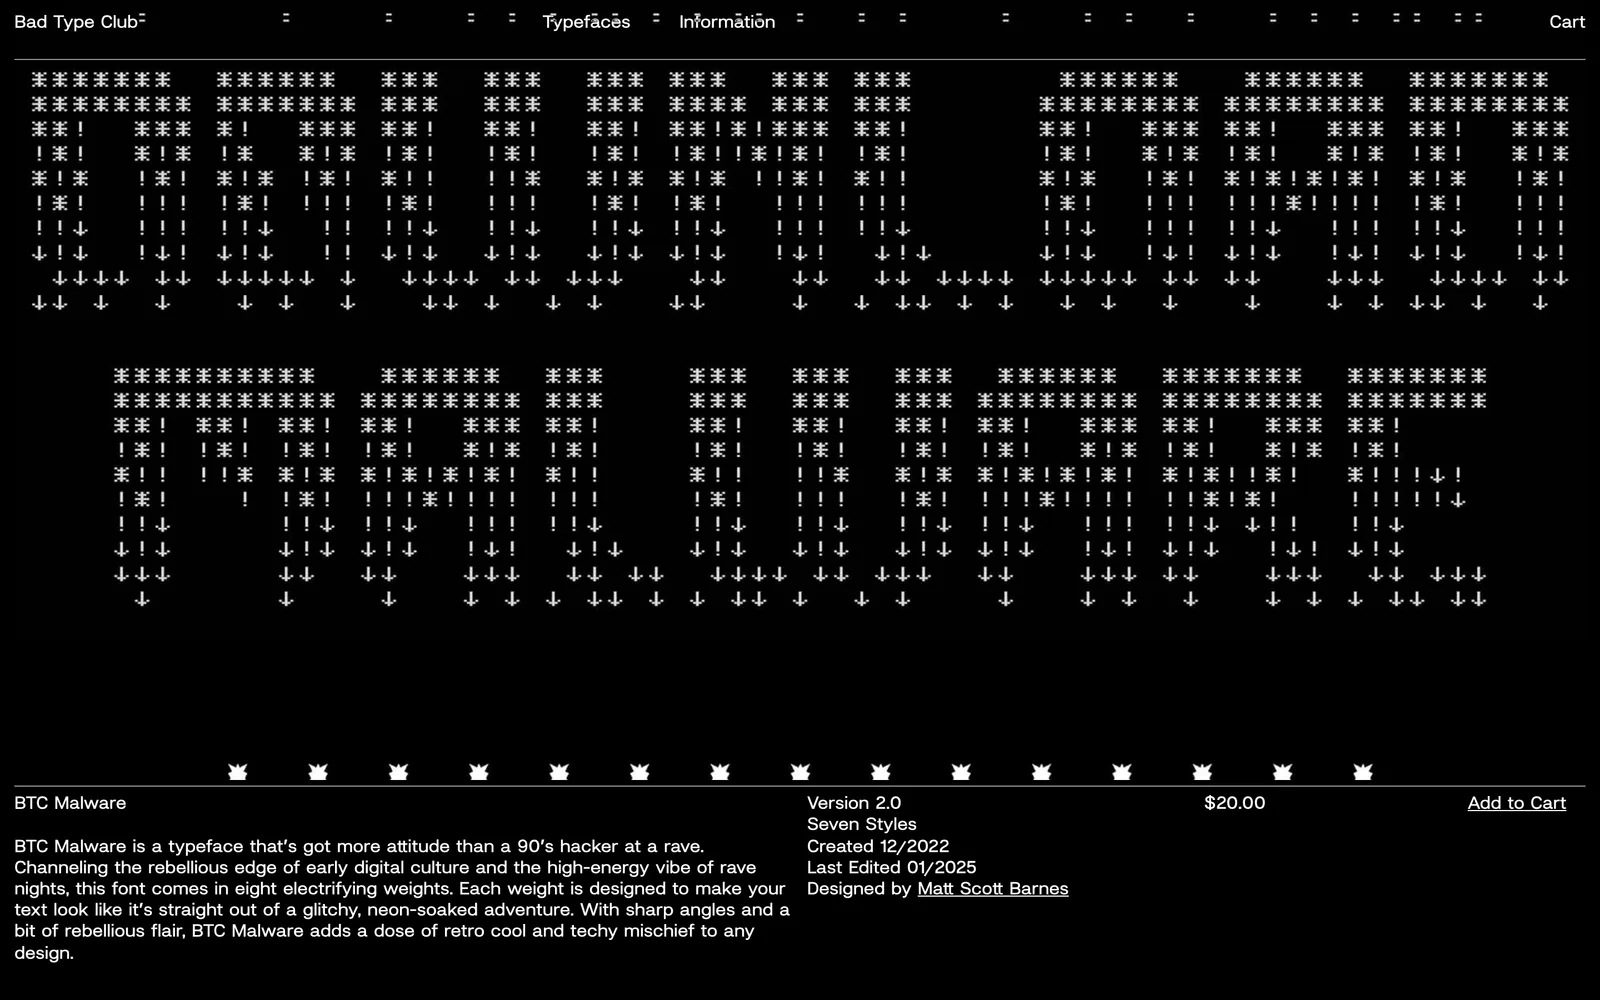 Bad Type Club
Typefaces
Information
Cart
DOWNLOAD
MALWARE
BTC Malware
Version 2.0
$20.00
Add to Cart
Seven Styles
Created 12/2022
Last Edited 01/2025
Designed by Matt Scott Barnes
BTC Malware is a typeface that's got more attitude than a 90's hacker at a rave.
Channeling the rebellious edge of early digital culture and the high-energy vibe of rave
nights, this font comes in eight electrifying weights. Each weight is designed to make your
text look like it's straight out of a glitchy, neon-soaked adventure. With sharp angles and a
bit of rebellious flair, BTC Malware adds a dose of retro cool and techy mischief to any
design.